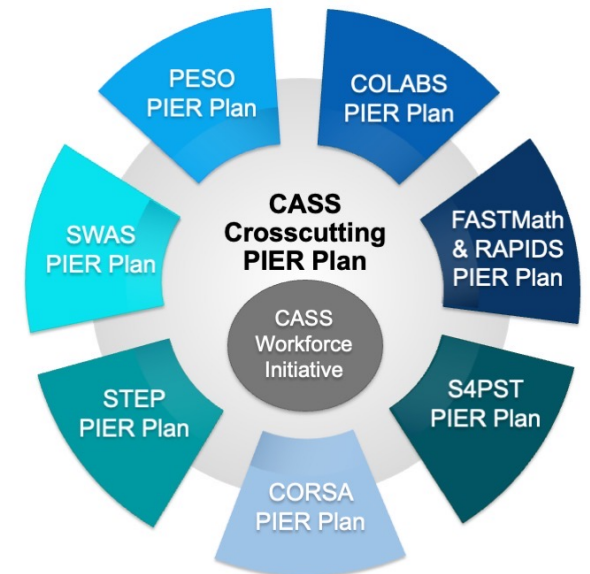 PESO
PIER Plan
COLABS
PIER Plan
FASTMath
& RAPIDS
PIER Plan
S4PST
PIER Plan
CORSA
PIER Plan
STEP
PIER Plan
SWAS
PIER Plan
CASS
Crosscutting
PIER Plan
CASS
Workforce
Initiative